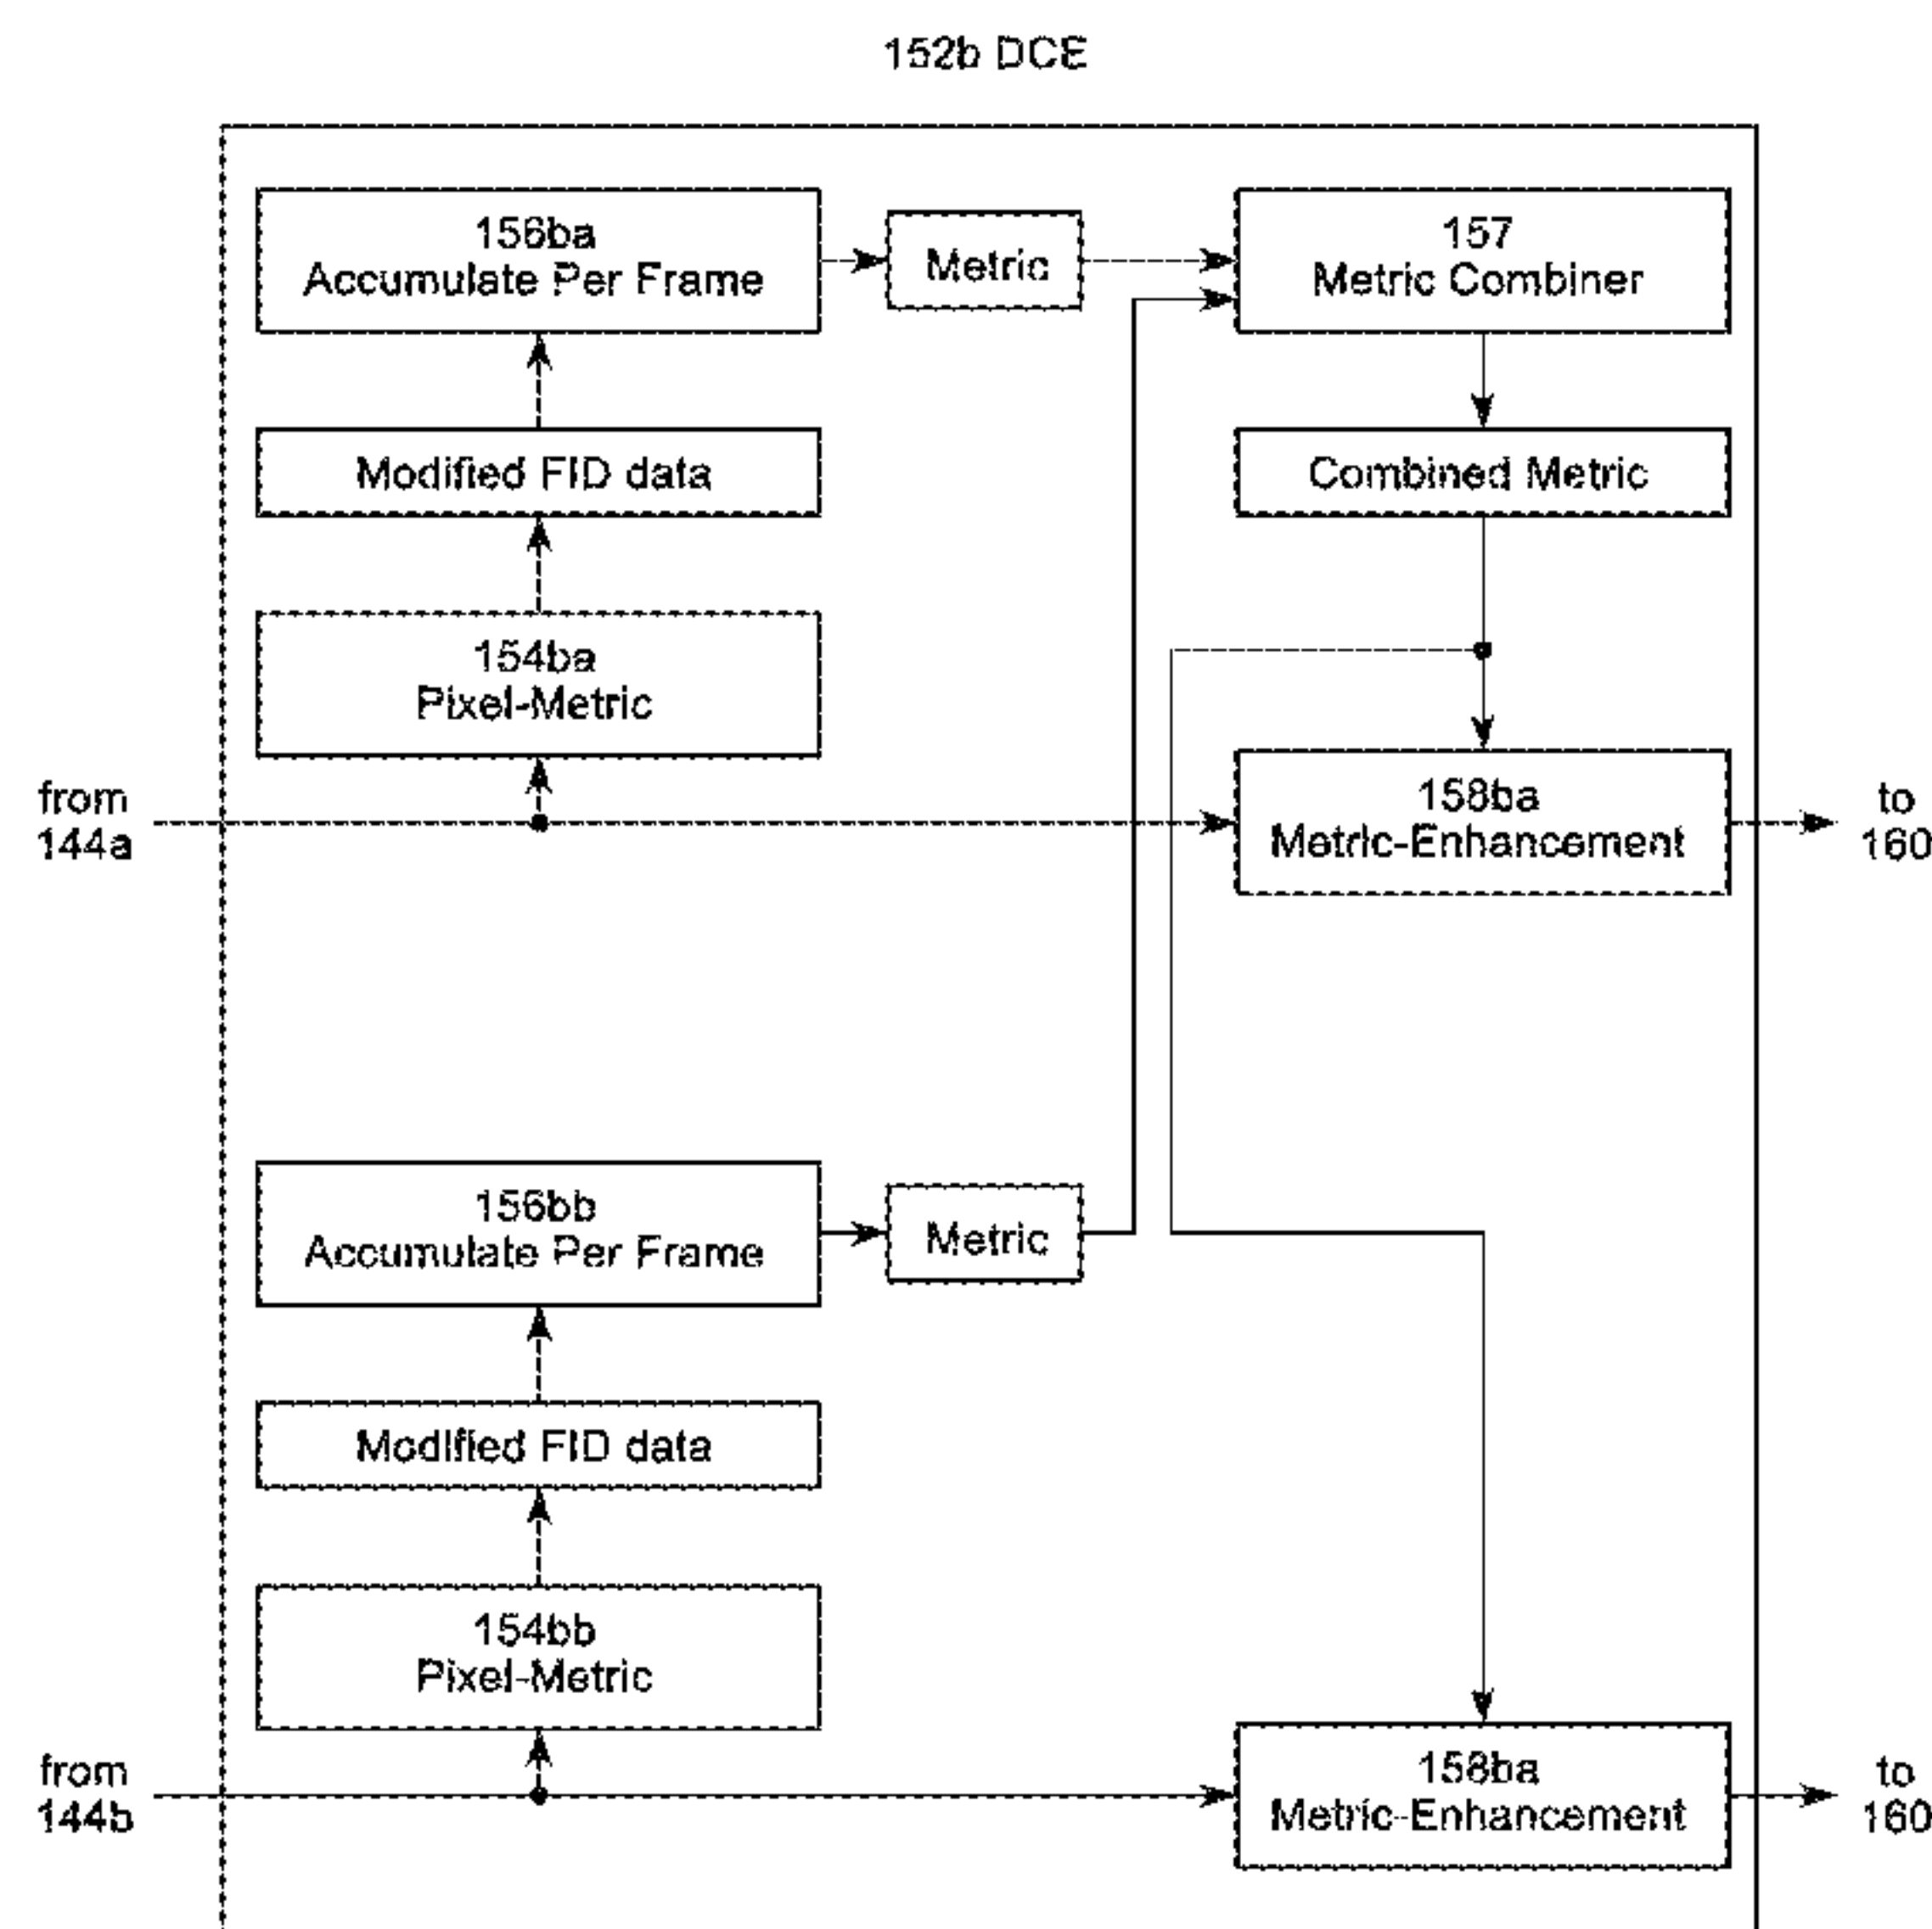 152b DCE
156ba
Accumulate Per Frame
Metric
157
Metric Combiner
Modified FID data
Combined Metric
154ba
Pixel-Metric
from
144a
158ba
Metric-Enhancement
to
160
156bb
Accumulate Per Frame
Metric
Modified FID data
154bb
Pixel-Metric
from
144b
158ba
Metric-Enhancement
to
160